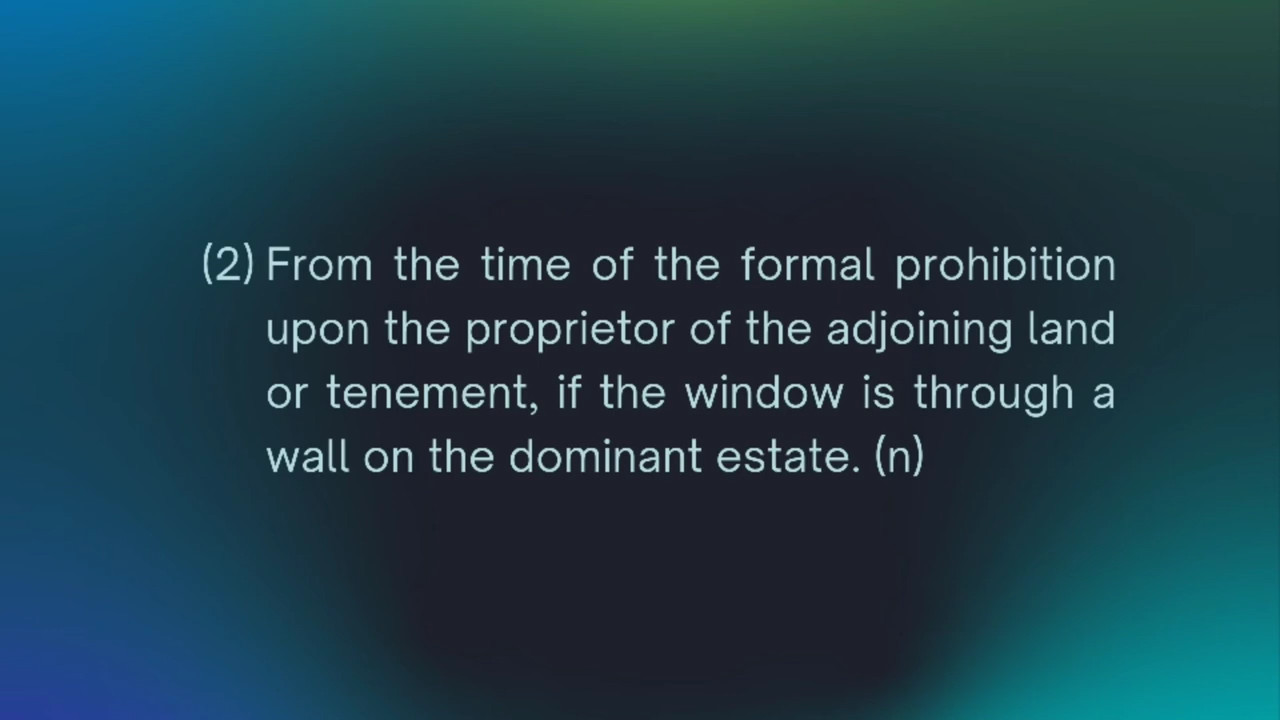 (2) From the time of the formal prohibition
upon the proprietor of the adjoining land
or tenement, if the window is through a
wall on the dominant estate. (n)